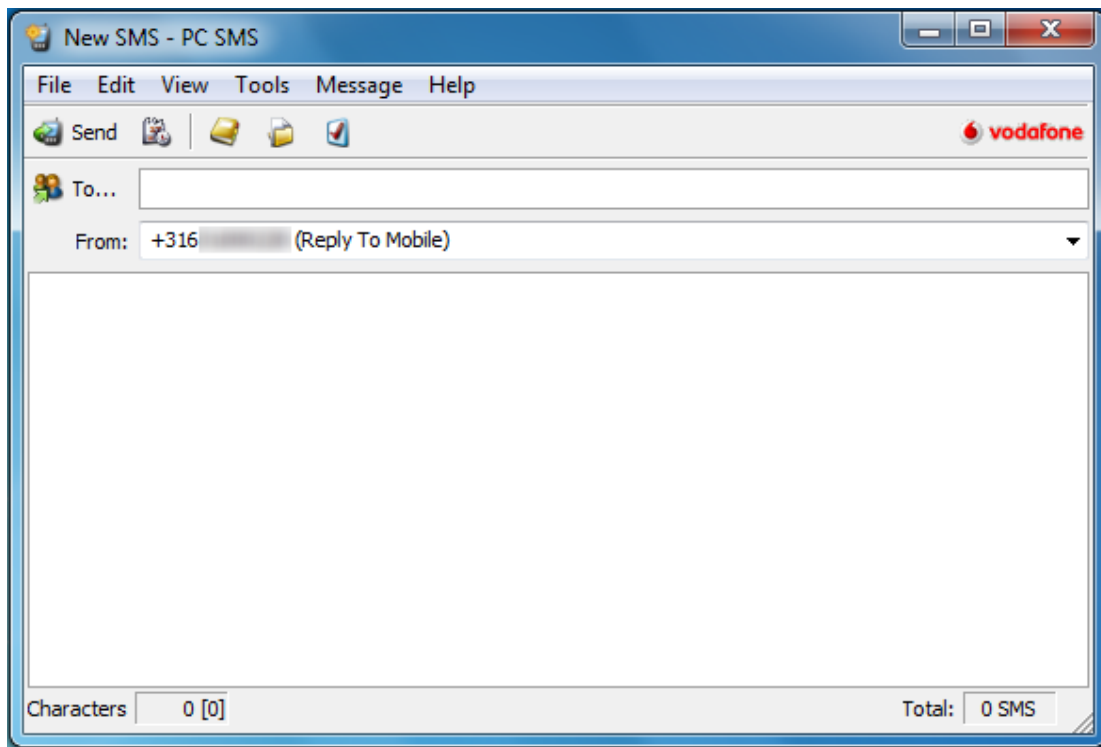 New SMS - PC SMS
File Edit View Tools Message Help
Send vodafone
To...
From: +316 (Reply To Mobile)
Characters 0 [0] Total: 0 SMS